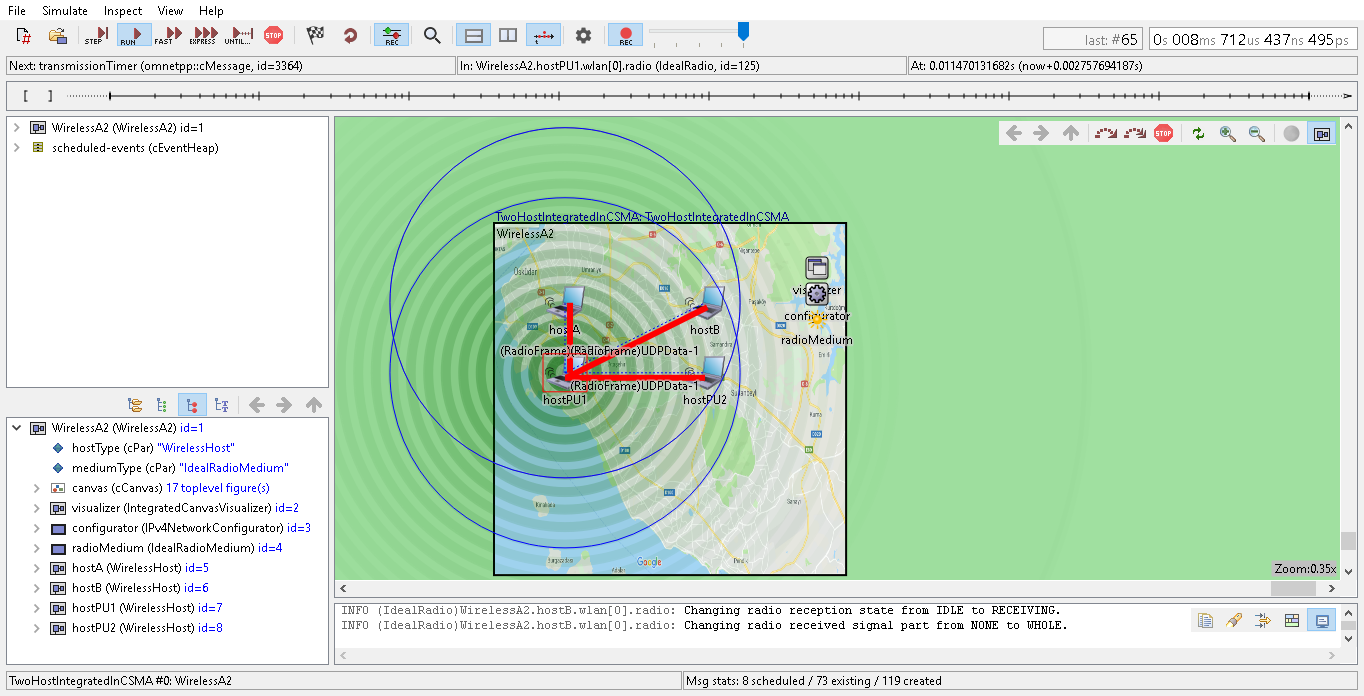 File Simulate Inspect View Help
STEP RUN FAST EXPRESS UNTIL... STOP REC REC
last: #65 0s 008ms 712us 437ns 495ps
Next: transmissionTimer (omnetpp::cMessage, id=3364) In: WirelessA2.hostPU1.wlan[0].radio (IdealRadio, id=125) At: 0.011470131682s (now+0.002757694187s)
[ ]
WirelessA2 (WirelessA2) id=1
scheduled-events (cEventHeap)
WirelessA2 (WirelessA2) id=1
hostType (cPar) "WirelessHost"
mediumType (cPar) "IdealRadioMedium"
canvas (cCanvas) 17 toplevel figure(s)
visualizer (IntegratedCanvasVisualizer) id=2
configurator (IPv4NetworkConfigurator) id=3
radioMedium (IdealRadioMedium) id=4
hostA (WirelessHost) id=5
hostB (WirelessHost) id=6
hostPU1 (WirelessHost) id=7
hostPU2 (WirelessHost) id=8
STOP
TwoHostIntegratedInCSMA: TwoHostIntegratedInCSMA
WirelessA2
Üsküdar
Paşaköy
visualizer
configurator
radioMedium
hostA
hostB
(RadioFrame)(RadioFrame)UDPData-1
(RadioFrame)UDPData-1
hostPU1
hostPU2
Sultanbeyli
Google
Zoom:0.35x
INFO (IdealRadio)WirelessA2.hostB.wlan[0].radio: Changing radio reception state from IDLE to RECEIVING.
INFO (IdealRadio)WirelessA2.hostB.wlan[0].radio: Changing radio received signal part from NONE to WHOLE.
TwoHostIntegratedInCSMA #0: WirelessA2 Msg stats: 8 scheduled / 73 existing / 119 created